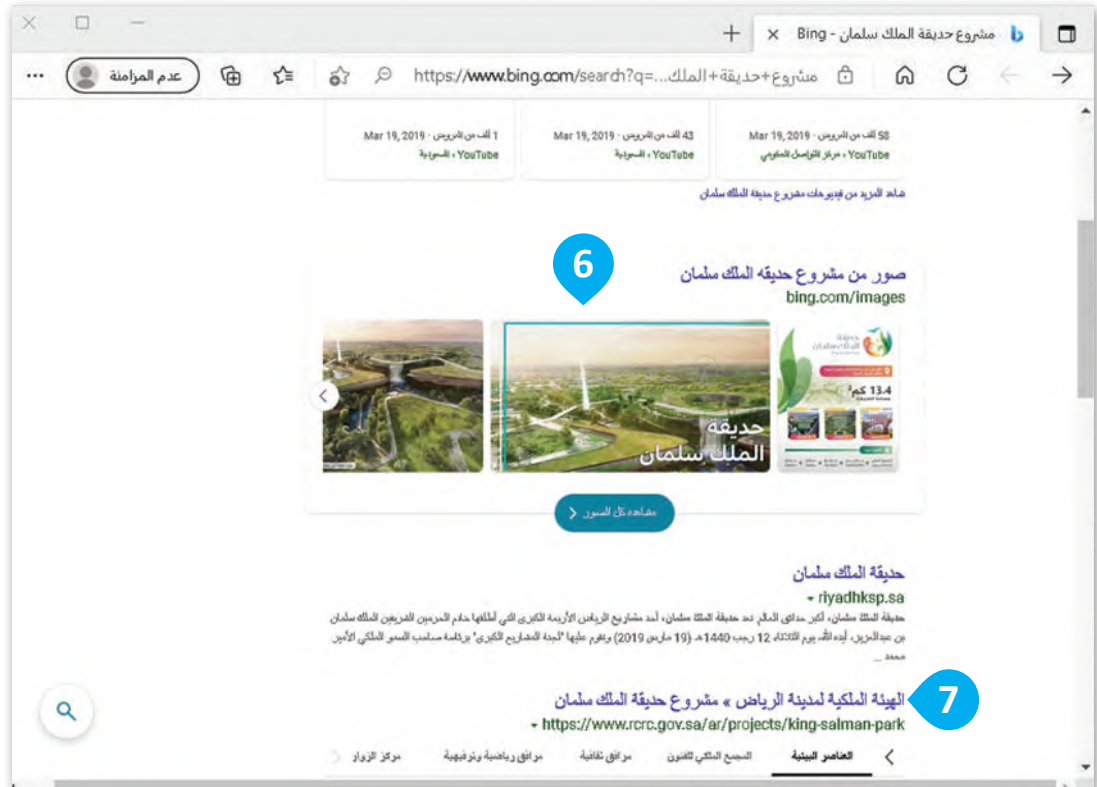 مشروع حديقة الملك سلمان - Bing
https://www.bing.com/search?q=...مشروع+حديقة+الملك
عدم المزامنة
58 ألف من العروض · Mar 19, 2019
YouTube ، مركز التواصل الحكومي
43 ألف من العروض · Mar 19, 2019
YouTube ، السعودية
1 ألف من العروض · Mar 19, 2019
YouTube ، السعودية
شاهد المزيد من فيديوهات مشروع حديقة الملك سلمان
6
صور من مشروع حديقه الملك سلمان
bing.com/images
حديقة
الملك سلمان
13.4 كم²
حديقة
الملك سلمان
مشاهدة كل الصور
حديقة الملك سلمان
riyadhksp.sa
حديقة الملك سلمان، أكبر حدائق العالم تعد حديقة الملك سلمان، أحد مشاريع الرياض الأربعة الكبرى التي أطلقها خادم الحرمين الشريفين الملك سلمان
بن عبدالعزيز، أيده الله، يوم الثلاثاء 12 رجب 1440هـ (19 مارس 2019) وتقوم عليها "لجنة المشاريع الكبرى" برئاسة صاحب السمو الملكي الأمير
محمد ...
7
الهيئة الملكية لمدينة الرياض » مشروع حديقة الملك سلمان
https://www.rcrc.gov.sa/ar/projects/king-salman-park
العناصر البيئية
المجمع الملكي للفنون
مرافق ثقافية
مرافق رياضية وترفيهية
مركز الزوار